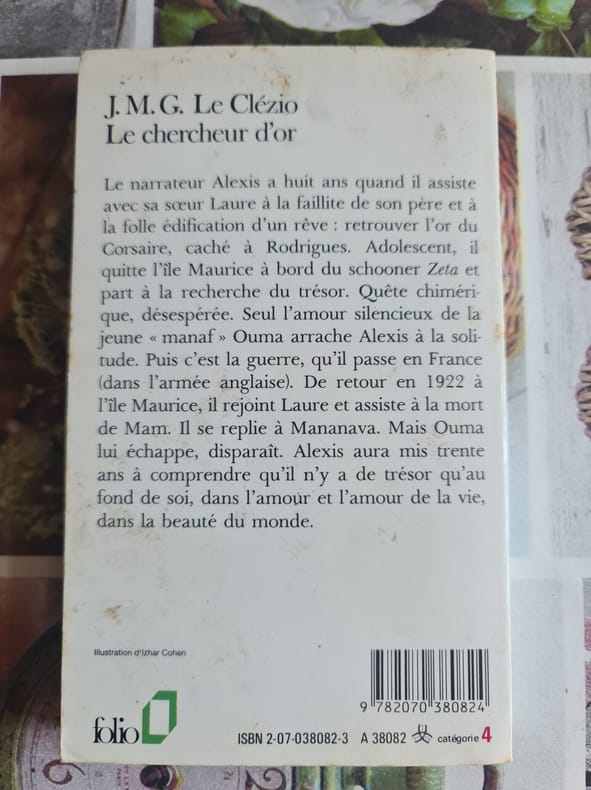 J. M. G. Le Clézio
Le chercheur d'or
Le narrateur Alexis a huit ans quand il assiste
avec sa sœur Laure à la faillite de son père et à
la folle édification d'un rêve : retrouver l'or du
Corsaire, caché à Rodrigues. Adolescent, il
quitte l'île Maurice à bord du schooner Zeta et
part à la recherche du trésor. Quête chiméri-
que, désespérée. Seul l'amour silencieux de la
jeune « manaf » Ouma arrache Alexis à la soli-
tude. Puis c'est la guerre, qu'il passe en France
(dans l'armée anglaise). De retour en 1922 à
l'île Maurice, il rejoint Laure et assiste à la mort
de Mam. Il se replie à Mananava. Mais Ouma
lui échappe, disparaît. Alexis aura mis trente
ans à comprendre qu'il n'y a de trésor qu'au
fond de soi, dans l'amour et l'amour de la vie,
dans la beauté du monde.
Illustration d'Izhar Cohen
9 782070 380824
folio
ISBN 2-07-038082-3 A 38082 catégorie 4